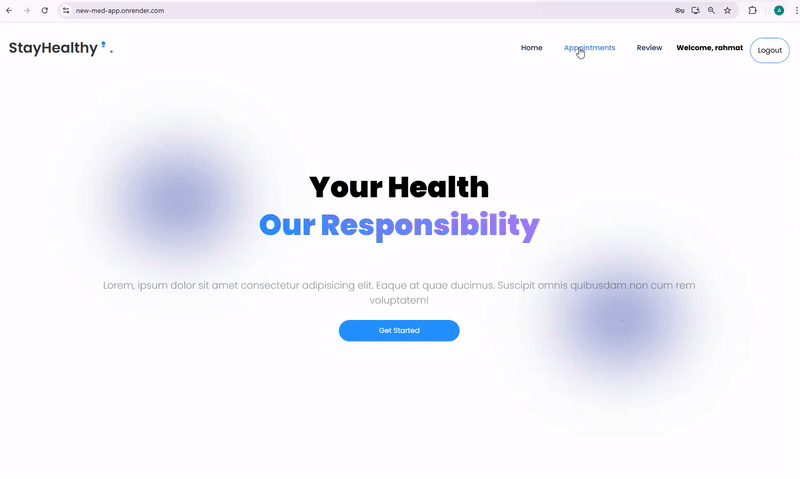 new-med-app.onrender.com
A
StayHealthy
Home Appointments Review Welcome, rahmat Logout
Your Health
Our Responsibility
Lorem, ipsum dolor sit amet consectetur adipisicing elit. Eaque at quae ducimus. Suscipit omnis quibusdam non cum rem
voluptatem!
Get Started